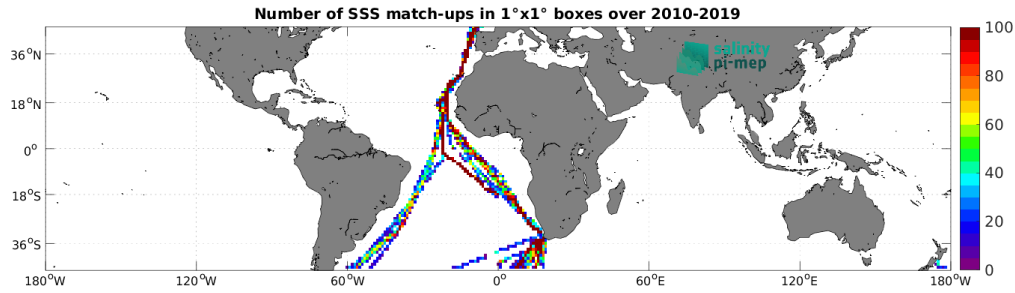 Number of SSS match-ups in 1°x1° boxes over 2010-2019
salinity
pi-mep
36°N
18°N
0°
18°S
36°S
180°W
120°W
60°W
0°
60°E
120°E
180°W
100
80
60
40
20
0